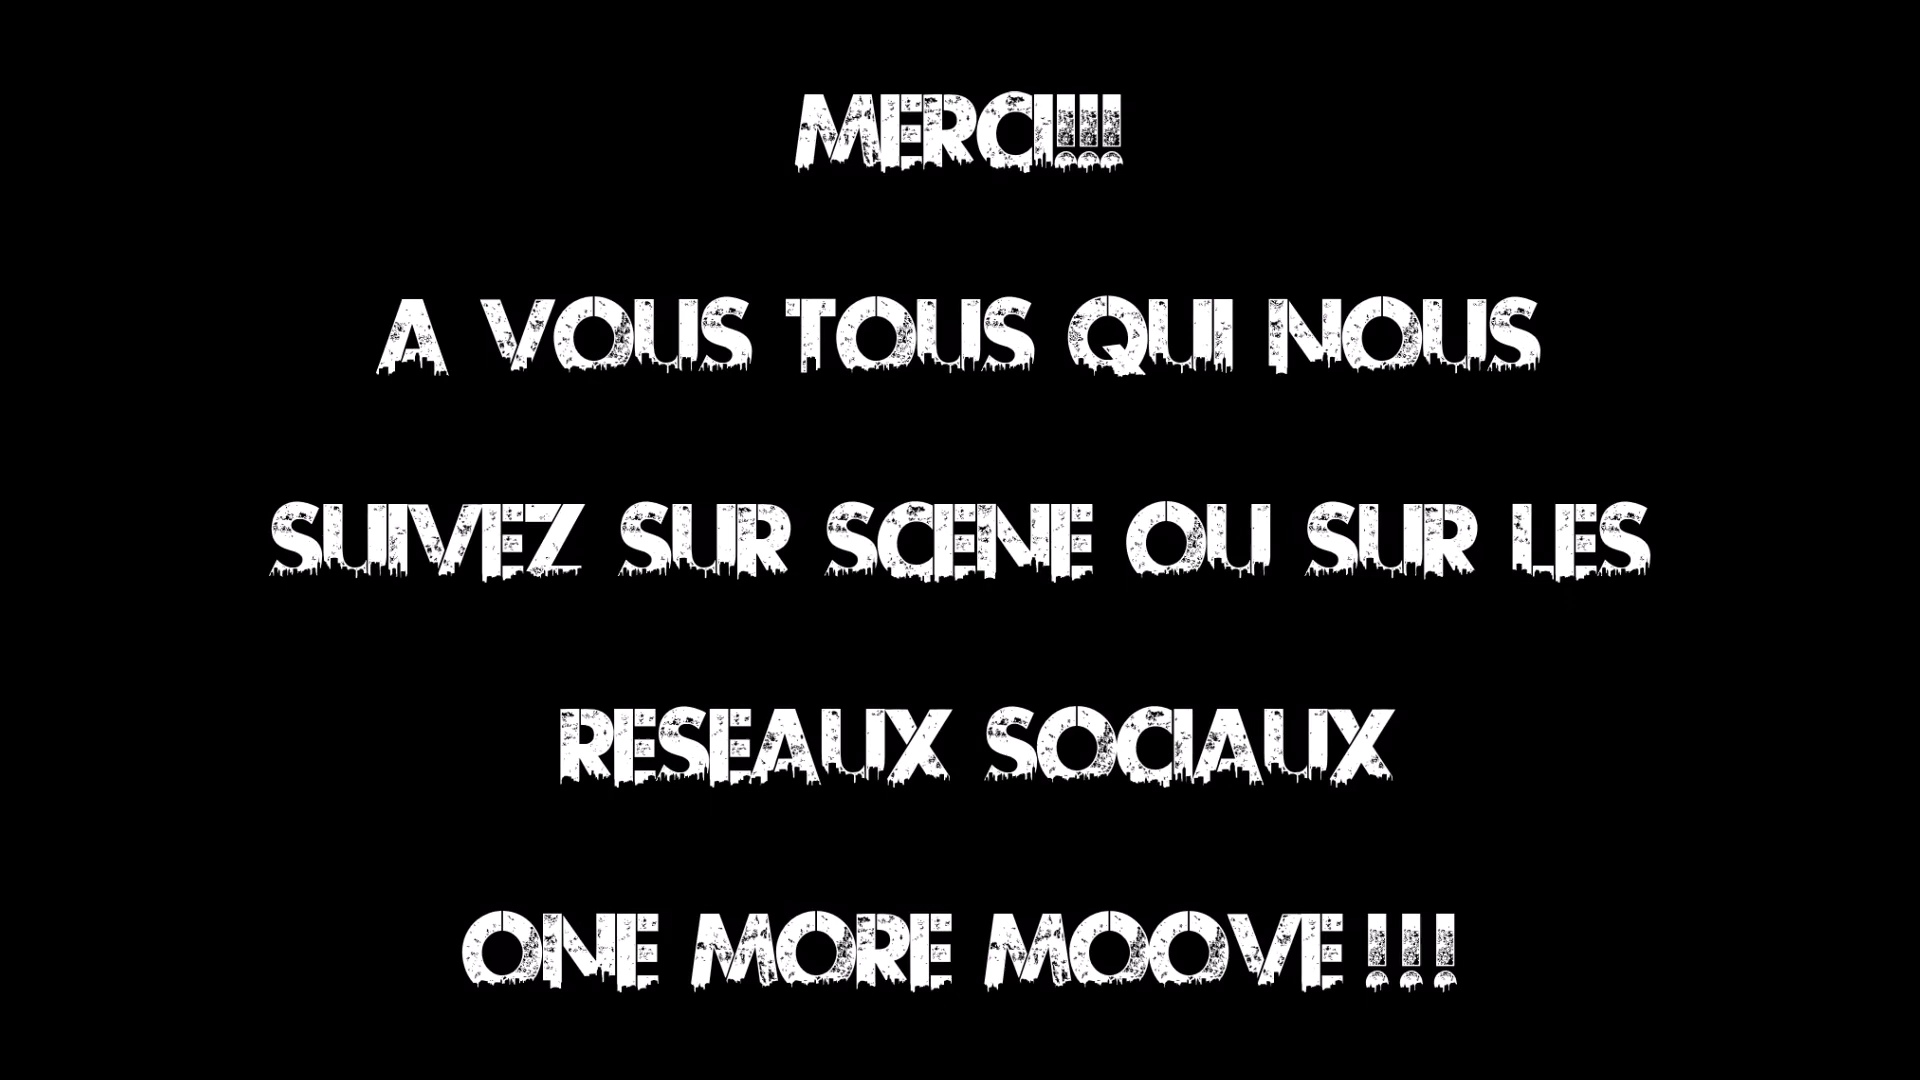 MERCI!!!
A VOUS TOUS QUI NOUS
SUIVEZ SUR SCENE OU SUR LES
RESEAUX SOCIAUX
ONE MORE MOOVE !!!